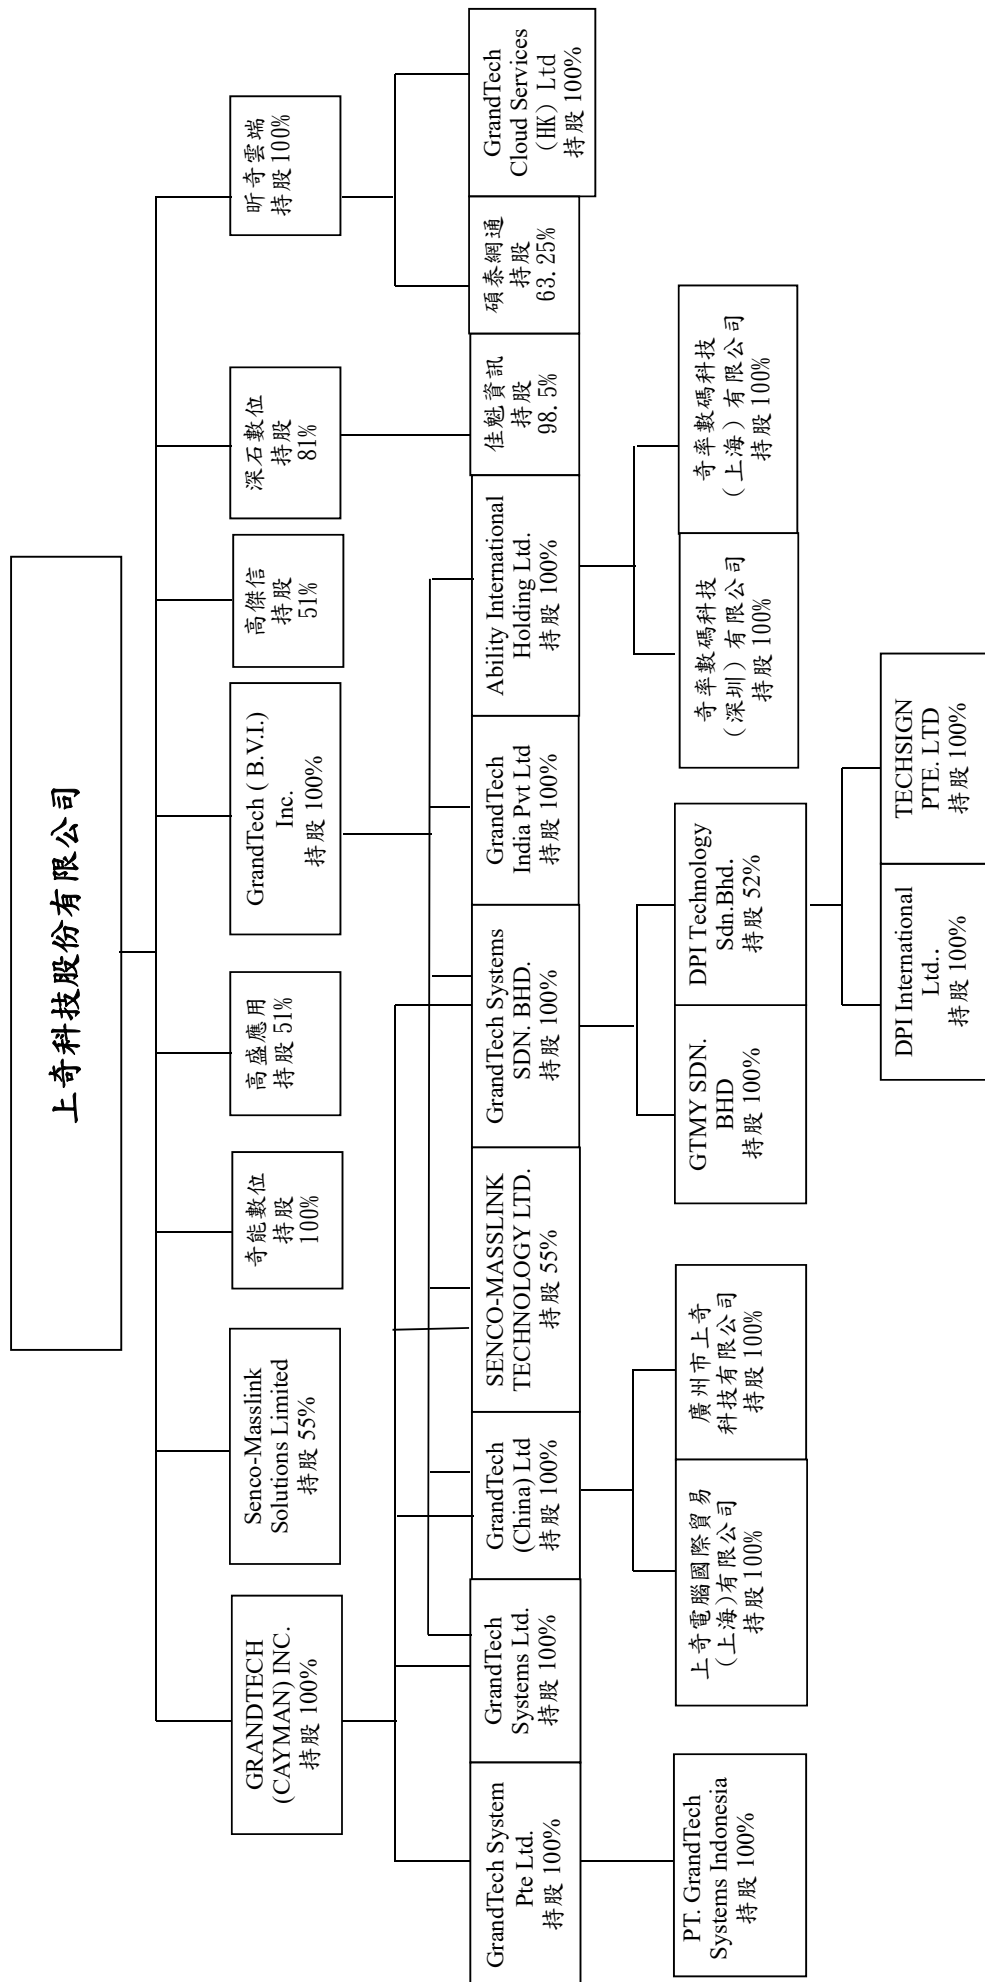 上奇科技股份有限公司
GRANDTECH
(CAYMAN) INC.
持股 100%
Senco-Masslink
Solutions Limited
持股 55%
奇能數位
持股
100%
高盛應用
持股 51%
GrandTech ( B.V.I.)
Inc.
持股 100%
高傑信
持股
51%
深石數位
持股
81%
昕奇雲端
持股100%
GrandTech System
Pte Ltd.
持股 100%
GrandTech
Systems Ltd.
持股 100%
GrandTech
(China) Ltd
持股 100%
SENCO-MASSLINK
TECHNOLOGY LTD.
持股 55%
GrandTech Systems
SDN. BHD.
持股 100%
GrandTech
India Pvt Ltd
持股 100%
Ability International
Holding Ltd.
持股 100%
佳魁資訊
持股
98.5%
碩泰網通
持股
63.25%
GrandTech
Cloud Services
(HK) Ltd
持股 100%
PT. GrandTech
Systems Indonesia
持股 100%
上奇電腦國際貿易
(上海)有限公司
持股 100%
廣州市上奇
科技有限公司
持股 100%
GTMY SDN.
BHD
持股 100%
DPI Technology
Sdn.Bhd.
持股 52%
奇率數碼科技
(深圳) 有限公司
持股 100%
奇率數碼科技
(上海) 有限公司
持股 100%
DPI International
Ltd..
持股 100%
TECHSIGN
PTE. LTD
持股 100%